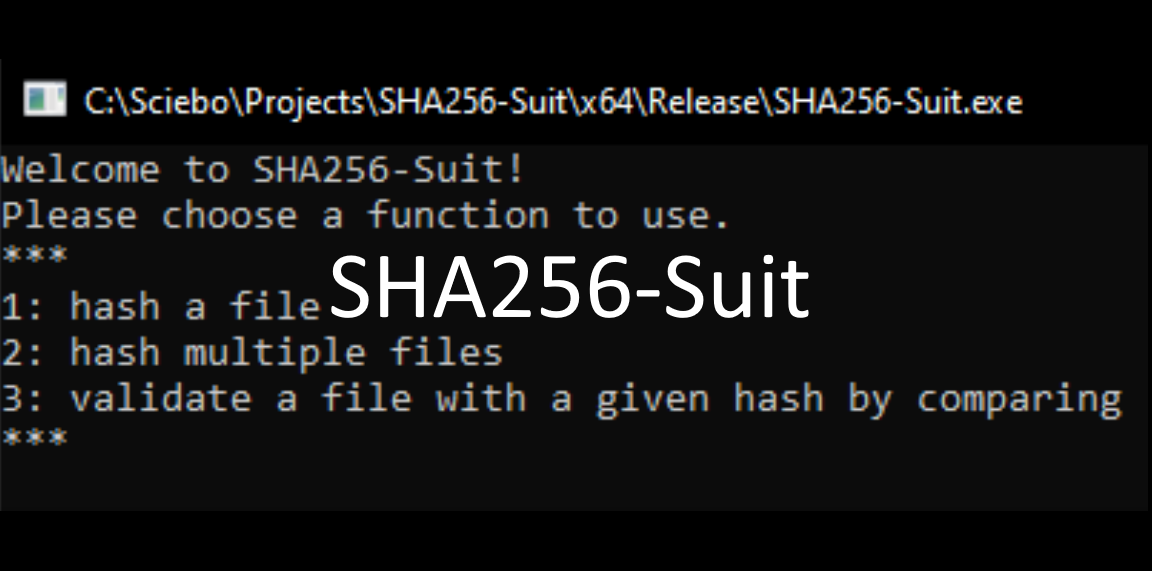 C:\Sciebo\Projects\SHA256-Suit\x64\Release\SHA256-Suit.exe
Welcome to SHA256-Suit!
Please choose a function to use.
***
SHA256-Suit
1: hash a file
2: hash multiple files
3: validate a file with a given hash by comparing
***